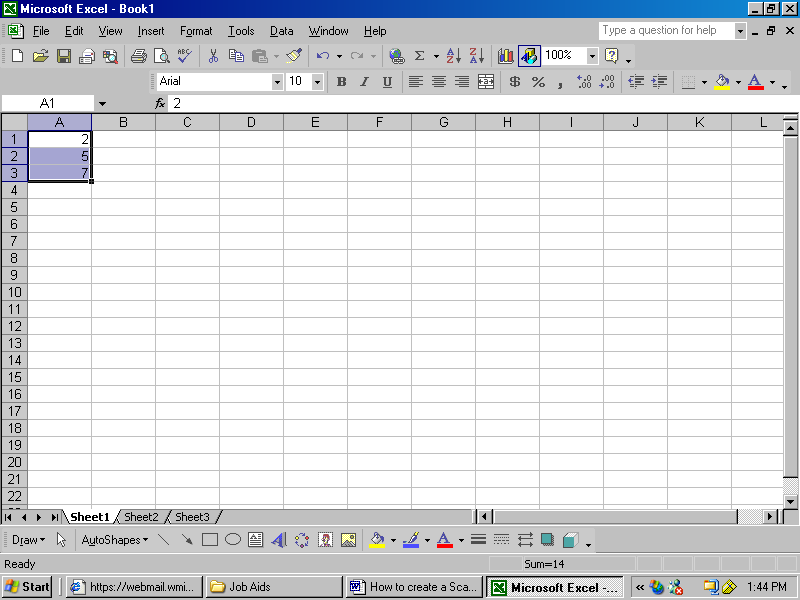 Microsoft Excel - Book1
File Edit View Insert Format Tools Data Window Help Type a question for help
Σ A Z Z A 100% ?
Arial 10 B I U $ % , .00 .00 A
A1 fx 2
A B C D E F G H I J K L
1 2
2 5
3 7
4
5
6
7
8
9
10
11
12
13
14
15
16
17
18
19
20
21
22
Sheet1 Sheet2 Sheet3
Draw AutoShapes A A
Ready Sum=14
Start https://webmail.wmi... Job Aids How to create a Sca... Microsoft Excel -... « 1:44 PM